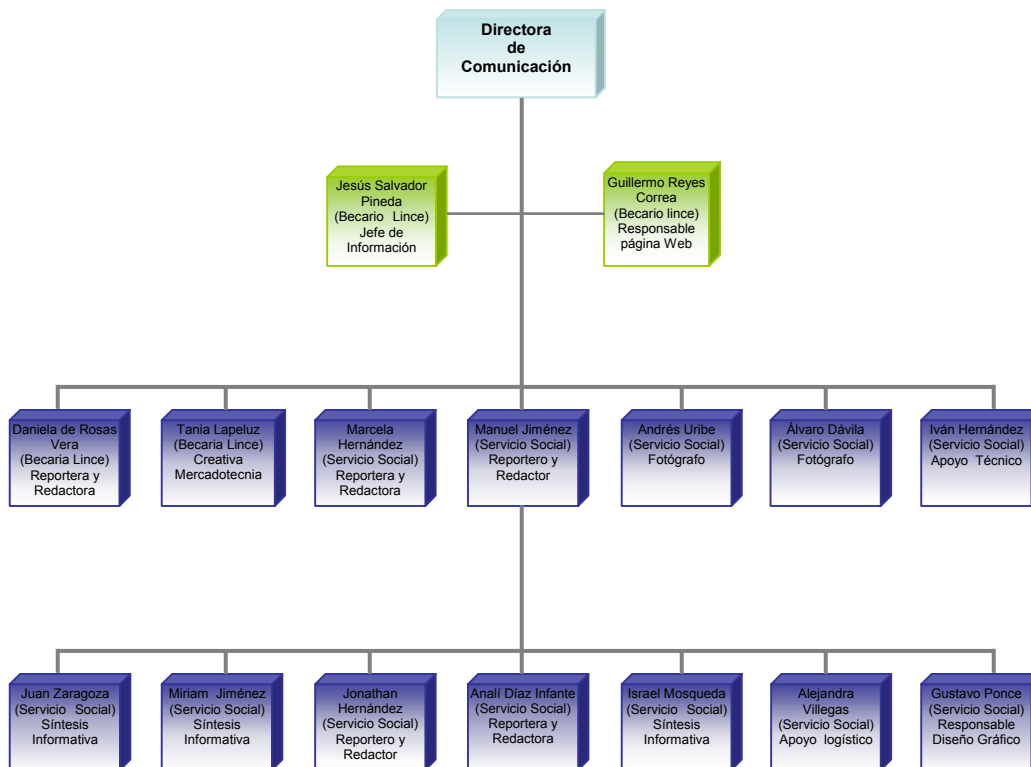 Directora
de
Comunicación
Jesús Salvador
Pineda
(Becario Lince)
Jefe de
Información
Guillermo Reyes
Correa
(Becario lince)
Responsable
página Web
Daniela de Rosas
Vera
(Becaria Lince)
Reportera y
Redactora
Tania Lapeluz
(Becaria Lince)
Creativa
Mercadotecnia
Marcela
Hernández
(Servicio Social)
Reportera y
Redactora
Manuel Jiménez
(Servicio Social)
Reportero y
Redactor
Andrés Uribe
(Servicio Social)
Fotógrafo
Álvaro Dávila
(Servicio Social)
Fotógrafo
Iván Hernández
(Servicio Social)
Apoyo Técnico
Juan Zaragoza
(Servicio Social)
Síntesis
Informativa
Miriam Jiménez
(Servicio Social)
Síntesis
Informativa
Jonathan
Hernández
(Servicio Social)
Reportero y
Redactor
Analí Díaz Infante
(Servicio Social)
Reportera y
Redactora
Israel Mosqueda
(Servicio Social)
Síntesis
Informativa
Alejandra
Villegas
(Servicio Social)
Apoyo logístico
Gustavo Ponce
(Servicio Social)
Responsable
Diseño Gráfico